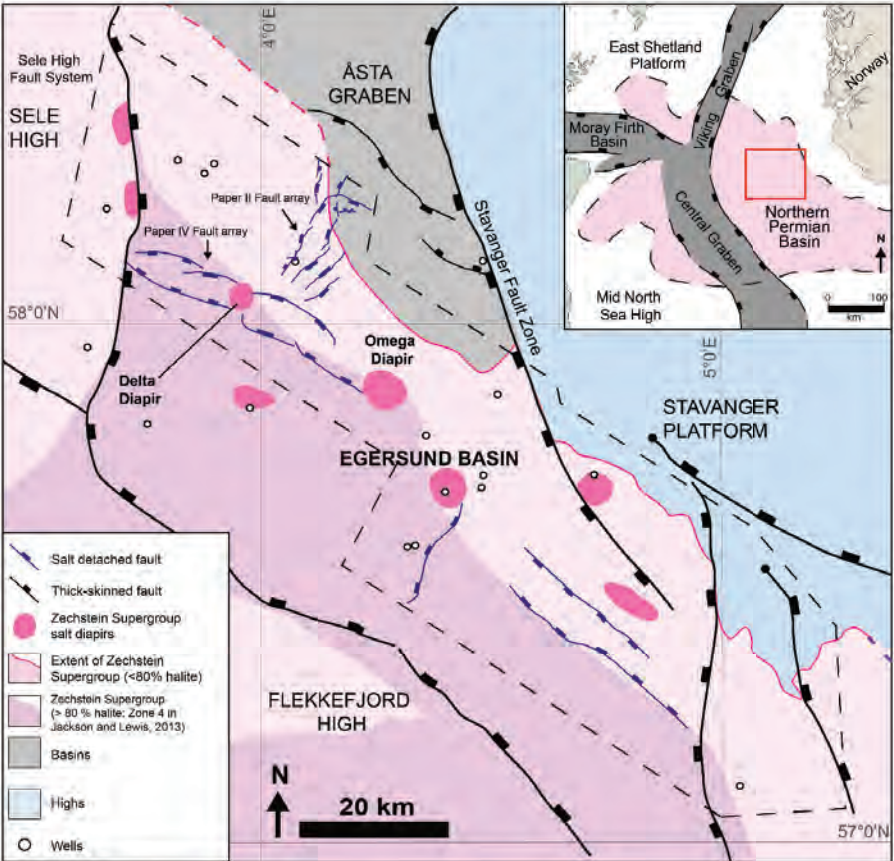 Sele High
Fault System
SELE
HIGH
4°0'E
ÅSTA
GRABEN
Paper II Fault array
Paper IV Fault array
Stavanger Fault Zone
58°0'N
Delta
Diapir
Omega
Diapir
5°0'E
STAVANGER
PLATFORM
EGERSUND BASIN
FLEKKEFJORD
HIGH
N
20 km
57°0'N
East Shetland
Platform
Norway
Viking Graben
Moray Firth
Basin
Central Graben
Northern
Permian
Basin
Mid North
Sea High
N
0 100
km
Salt detached fault
Thick-skinned fault
Zechstein Supergroup
salt diapirs
Extent of Zechstein
Supergroup (<80% halite)
Zechstein Supergroup
(> 80 % halite: Zone 4 in
Jackson and Lewis, 2013)
Basins
Highs
Wells